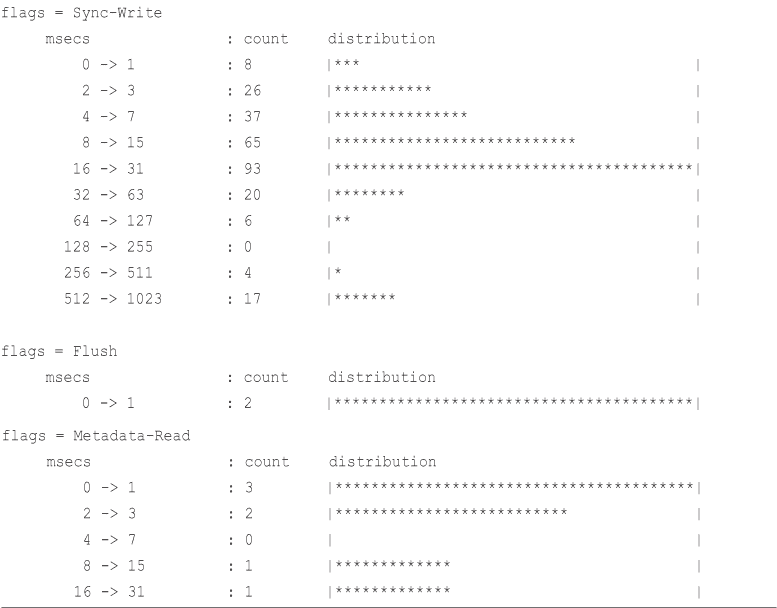 flags = Sync-Write
    msecs               : count    distribution
        0 -> 1          : 8        |***                                     |
        2 -> 3          : 26       |***********                             |
        4 -> 7          : 37       |***************                         |
        8 -> 15         : 65       |***************************             |
       16 -> 31         : 93       |****************************************|
       32 -> 63         : 20       |********                                |
       64 -> 127        : 6        |**                                      |
      128 -> 255        : 0        |                                        |
      256 -> 511        : 4        |*                                       |
      512 -> 1023       : 17       |*******                                 |
flags = Flush
    msecs               : count    distribution
        0 -> 1          : 2        |****************************************|
flags = Metadata-Read
    msecs               : count    distribution
        0 -> 1          : 3        |****************************************|
        2 -> 3          : 2        |**************************              |
        4 -> 7          : 0        |                                        |
        8 -> 15         : 1        |*************                           |
       16 -> 31         : 1        |*************                           |